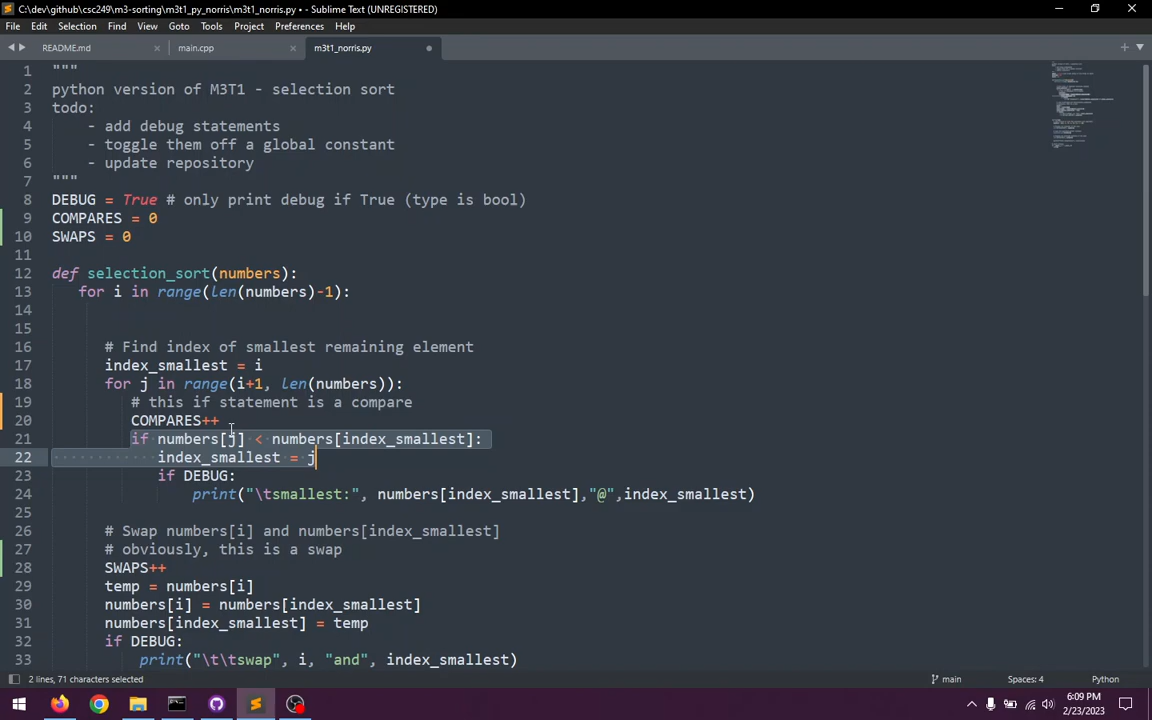 C:\dev\github\csc249\m3-sorting\m3t1_py_norris\m3t1_norris.py • - Sublime Text (UNREGISTERED)
File Edit Selection Find View Goto Tools Project Preferences Help
README.md main.cpp m3t1_norris.py
1 """
2 python version of M3T1 - selection sort
3 todo:
4 - add debug statements
5 - toggle them off a global constant
6 - update repository
7 """
8 DEBUG = True # only print debug if True (type is bool)
9 COMPARES = 0
10 SWAPS = 0
11
12 def selection_sort(numbers):
13 for i in range(len(numbers)-1):
14
15
16 # Find index of smallest remaining element
17 index_smallest = i
18 for j in range(i+1, len(numbers)):
19 # this if statement is a compare
20 COMPARES++
21 if numbers[j] < numbers[index_smallest]:
22 index_smallest = j
23 if DEBUG:
24 print("\tsmallest:", numbers[index_smallest],"@",index_smallest)
25
26 # Swap numbers[i] and numbers[index_smallest]
27 # obviously, this is a swap
28 SWAPS++
29 temp = numbers[i]
30 numbers[i] = numbers[index_smallest]
31 numbers[index_smallest] = temp
32 if DEBUG:
33 print("\t\tswap", i, "and", index_smallest)
2 lines, 71 characters selected main Spaces: 4 Python
6:09 PM
2/23/2023